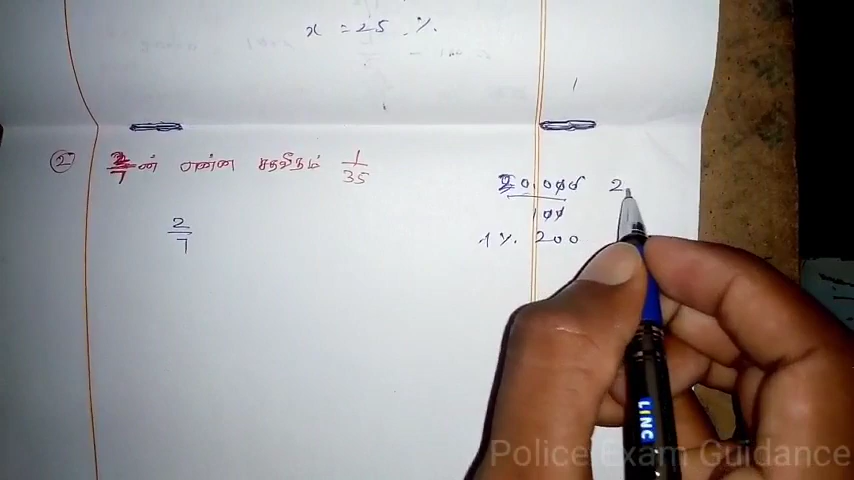 x = 25 %.
② 2/7 ன் என்ன சதவீதம் 1/35
2/7
20,000 2
100
1 %. 200
LINC
Police Exam Guidance